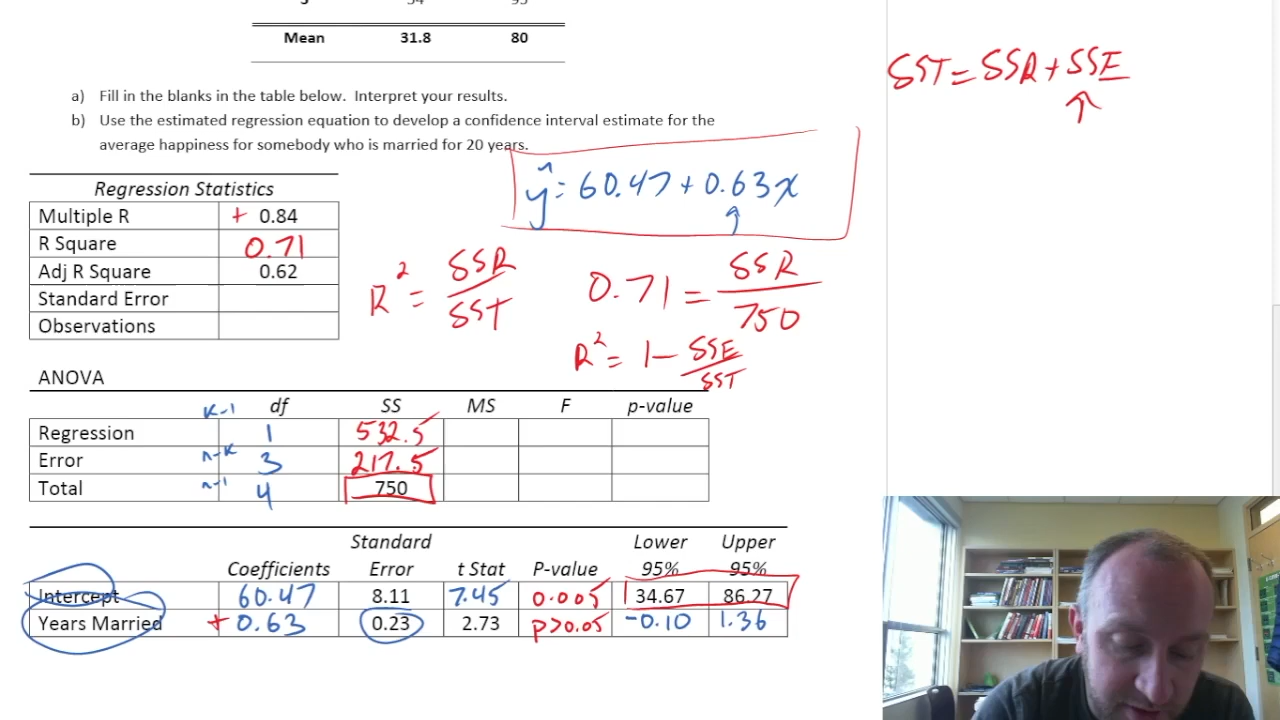 Mean 31.8 80
SST = SSR + SSE
↑
a) Fill in the blanks in the table below. Interpret your results.
b) Use the estimated regression equation to develop a confidence interval estimate for the
average happiness for somebody who is married for 20 years.
ŷ = 60.47 + 0.63x
↑
Regression Statistics
Multiple R + 0.84
R Square 0.71
Adj R Square 0.62
Standard Error
Observations
R² = SSR/SST
0.71 = SSR/750
R² = 1 - SSE/SST
ANOVA
df SS MS F p-value
Regression K-1 1 532.5
Error n-K 3 217.5
Total n-1 4 750
Standard Lower Upper
Coefficients Error t Stat P-value 95% 95%
Intercept 60.47 8.11 7.45 0.005 34.67 86.27
Years Married + 0.63 0.23 2.73 P>0.05 -0.10 1.36